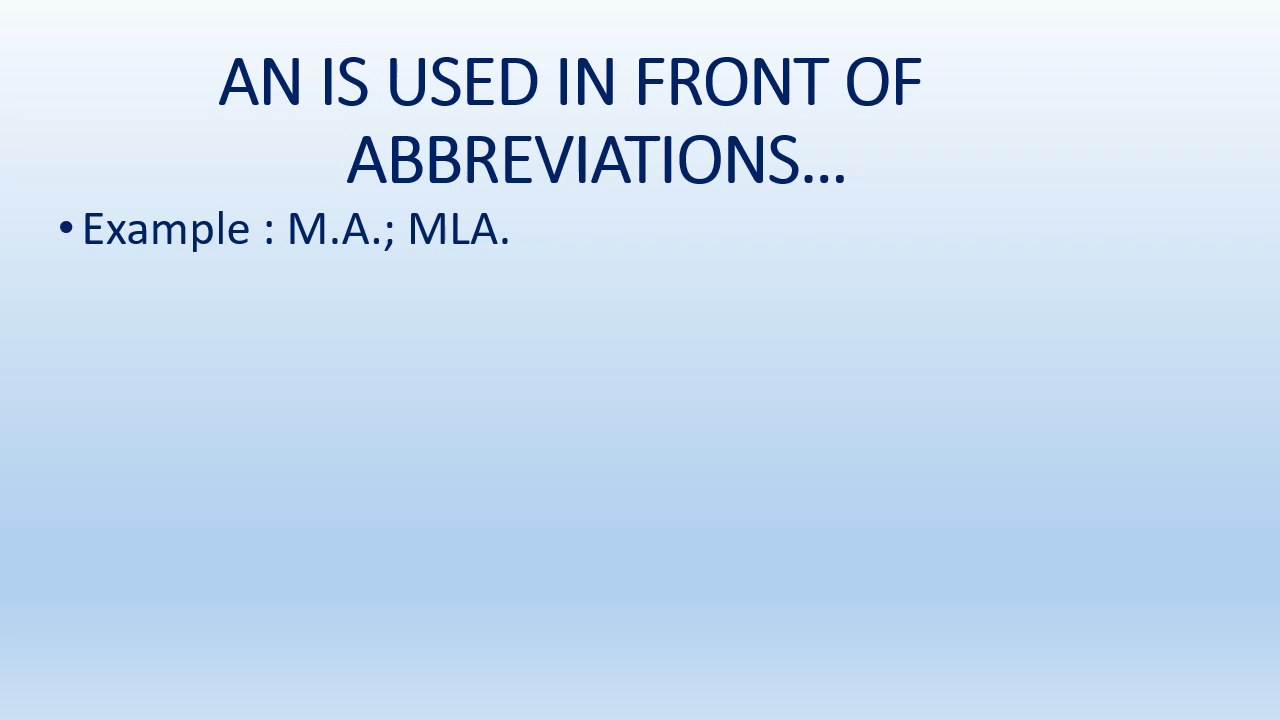 AN IS USED IN FRONT OF
ABBREVIATIONS…
• Example : M.A.; MLA.